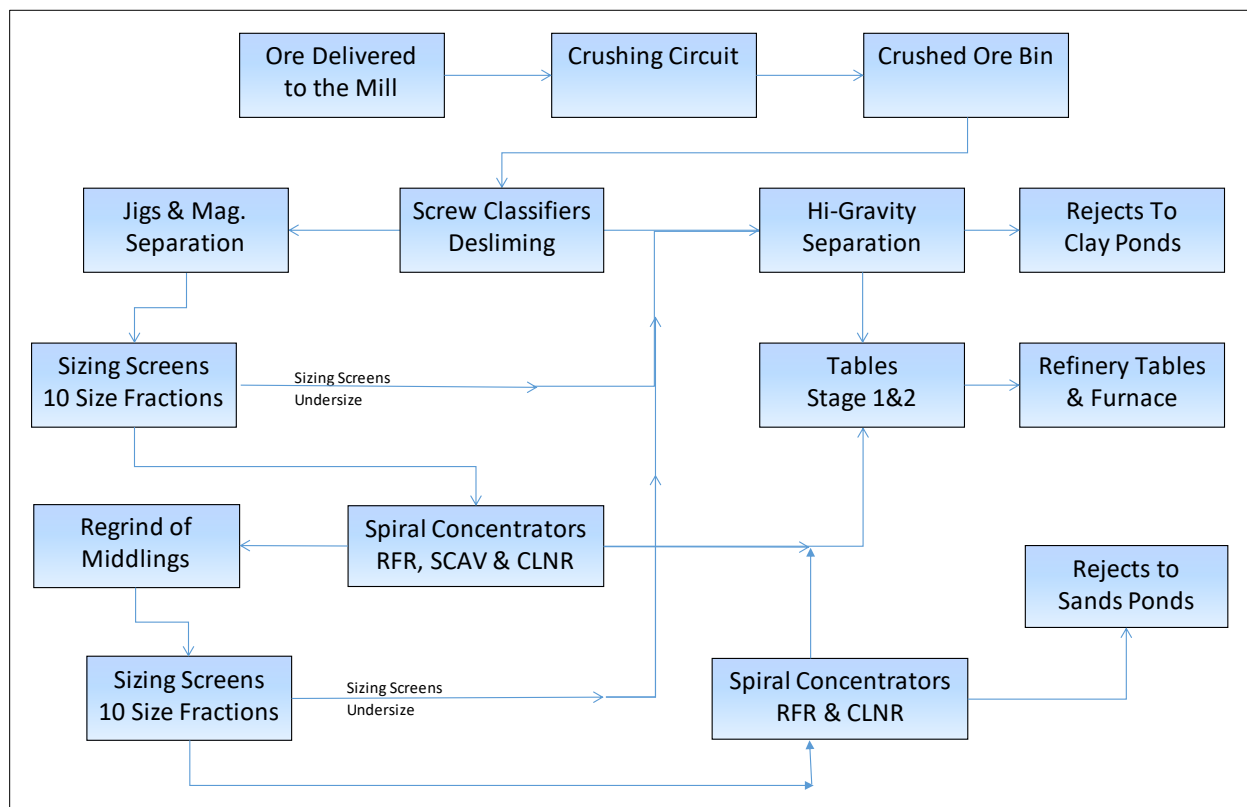 Ore Delivered
to the Mill
Crushing Circuit
Crushed Ore Bin
Jigs & Mag.
Separation
Screw Classifiers
Desliming
Hi-Gravity
Separation
Rejects To
Clay Ponds
Sizing Screens
10 Size Fractions
Sizing Screens
Undersize
Tables
Stage 1&2
Refinery Tables
& Furnace
Regrind of
Middlings
Spiral Concentrators
RFR, SCAV & CLNR
Rejects to
Sands Ponds
Sizing Screens
10 Size Fractions
Sizing Screens
Undersize
Spiral Concentrators
RFR & CLNR